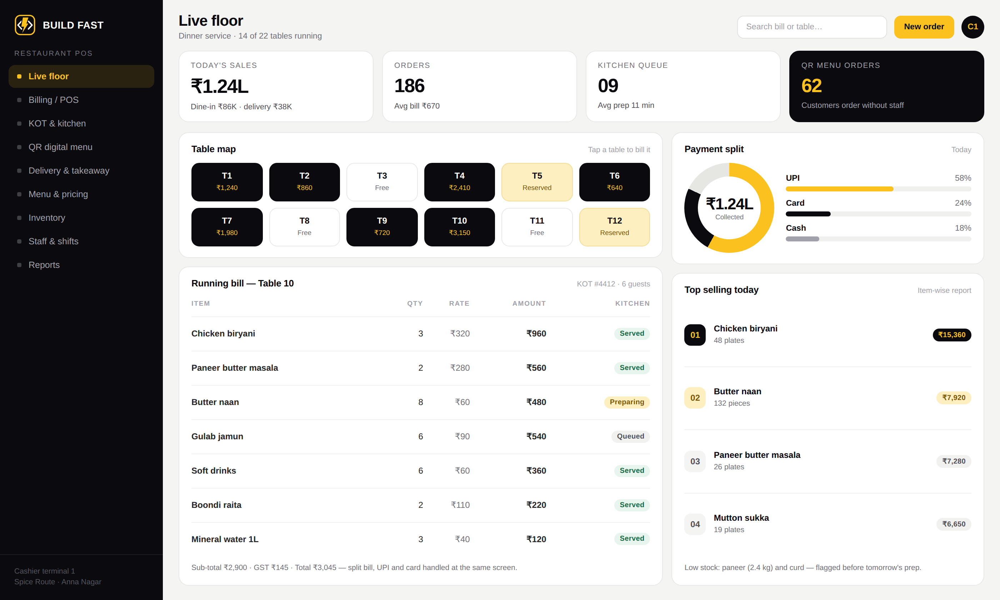 BUILD FAST
RESTAURANT POS
Live floor
Billing / POS
KOT & kitchen
QR digital menu
Delivery & takeaway
Menu & pricing
Inventory
Staff & shifts
Reports
Cashier terminal 1
Spice Route · Anna Nagar
Live floor
Dinner service · 14 of 22 tables running
Search bill or table…
New order
C1
TODAY'S SALES
₹1.24L
Dine-in ₹86K · delivery ₹38K
ORDERS
186
Avg bill ₹670
KITCHEN QUEUE
09
Avg prep 11 min
QR MENU ORDERS
62
Customers order without staff
Table map
Tap a table to bill it
T1
₹1,240
T2
₹860
T3
Free
T4
₹2,410
T5
Reserved
T6
₹640
T7
₹1,980
T8
Free
T9
₹720
T10
₹3,150
T11
Free
T12
Reserved
Payment split
Today
₹1.24L
Collected
UPI 58%
Card 24%
Cash 18%
Running bill — Table 10
KOT #4412 · 6 guests
ITEM QTY RATE AMOUNT KITCHEN
Chicken biryani 3 ₹320 ₹960 Served
Paneer butter masala 2 ₹280 ₹560 Served
Butter naan 8 ₹60 ₹480 Preparing
Gulab jamun 6 ₹90 ₹540 Queued
Soft drinks 6 ₹60 ₹360 Served
Boondi raita 2 ₹110 ₹220 Served
Mineral water 1L 3 ₹40 ₹120 Served
Sub-total ₹2,900 · GST ₹145 · Total ₹3,045 — split bill, UPI and card handled at the same screen.
Top selling today
Item-wise report
01
Chicken biryani
48 plates
₹15,360
02
Butter naan
132 pieces
₹7,920
03
Paneer butter masala
26 plates
₹7,280
04
Mutton sukka
19 plates
₹6,650
Low stock: paneer (2.4 kg) and curd — flagged before tomorrow's prep.